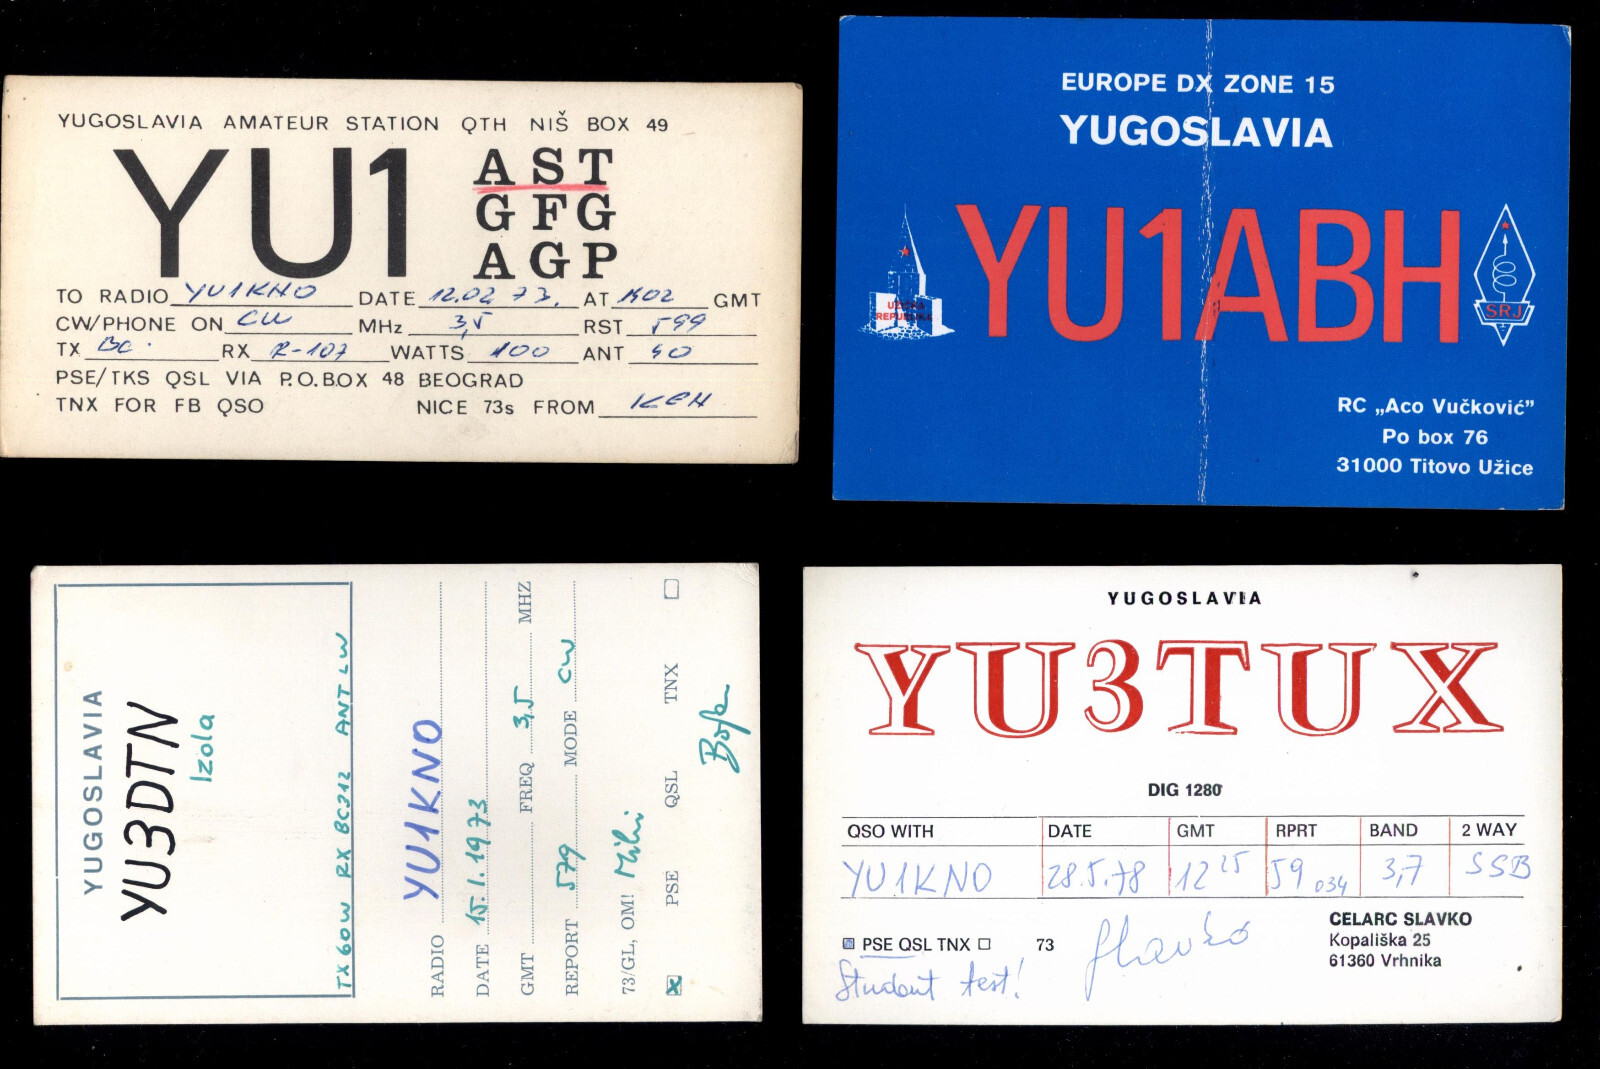 YUGOSLAVIA AMATEUR STATION QTH NIŠ BOX 49
YU1
AST
GFG
AGP
TO RADIO YU1KNO DATE 12.02 73. AT 1802 GMT
CW/PHONE ON CW MHz 3,5 RST 599
TX BC. RX R-107 WATTS 100 ANT 40
PSE/TKS QSL VIA P.O.BOX 48 BEOGRAD
TNX FOR FB QSO NICE 73s FROM
EUROPE DX ZONE 15
YUGOSLAVIA
YU1ABH
UŽIČKA
REPUBLIKA
SRJ
RC „Aco Vučković”
Po box 76
31000 Titovo Užice
YUGOSLAVIA
YU3DTN
Izola
TX 60W RX BC312 ANT LW
RADIO YU1KNO
DATE 15.1.1973
GMT FREQ 3,5 MHZ
REPORT 579 MODE CW
73/GL, OM! Mihi
x PSE QSL TNX
YUGOSLAVIA
YU3TUX
DIG 1280
QSO WITH DATE GMT RPRT BAND 2 WAY
YU1KNO 28.5.78 12 25 59 034 3,7 SSB
PSE QSL TNX 73 Slavko
Student test!
CELARC SLAVKO
Kopališka 25
61360 Vrhnika